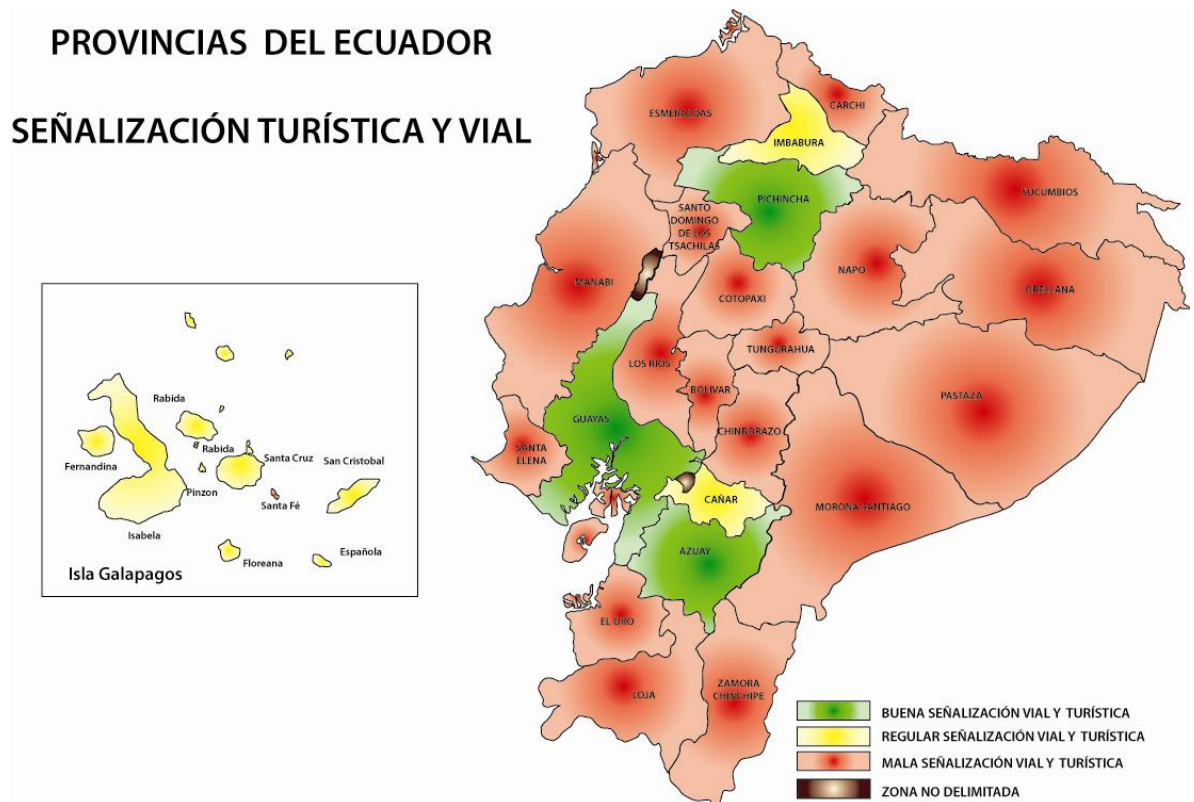 PROVINCIAS DEL ECUADOR
SEÑALIZACIÓN TURÍSTICA Y VIAL
ESMERALDAS
CARCHI
IMBABURA
SUCUMBIOS
PICHINCHA
SANTO
DOMINGO
DE LOS
TSACHILAS
NAPO
ORELLANA
MANABI
COTOPAXI
TUNGURAHUA
LOS RIOS
BOLIVAR
PASTAZA
GUAYAS
CHINBORAZO
SANTA
ELENA
CAÑAR
MORONA SANTIAGO
AZUAY
EL ORO
LOJA
ZAMORA
CHINCHIPE
Rabida
Rabida
Fernandina
Santa Cruz
San Cristobal
Pinzon
Santa Fé
Isabela
Floreana
Española
Isla Galapagos
BUENA SEÑALIZACIÓN VIAL Y TURÍSTICA
REGULAR SEÑALIZACIÓN VIAL Y TURÍSTICA
MALA SEÑALIZACIÓN VIAL Y TURÍSTICA
ZONA NO DELIMITADA